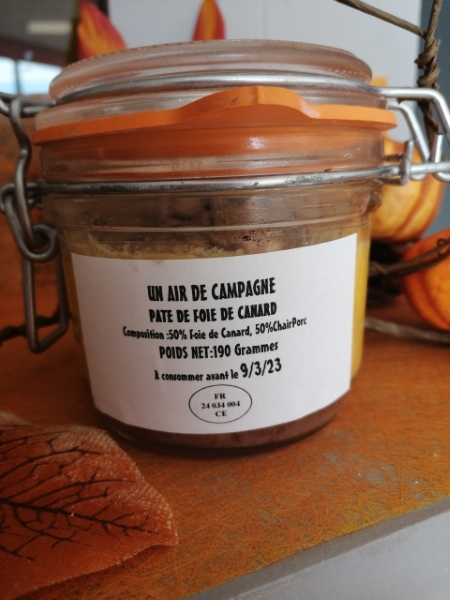 UN AIR DE CAMPAGNE
PATE DE FOIE DE CANARD
Composition :50% Foie de Canard, 50%ChairPorc
POIDS NET:190 Grammes
à consommer avant le 9/3/23
FR
24 034 004
CE